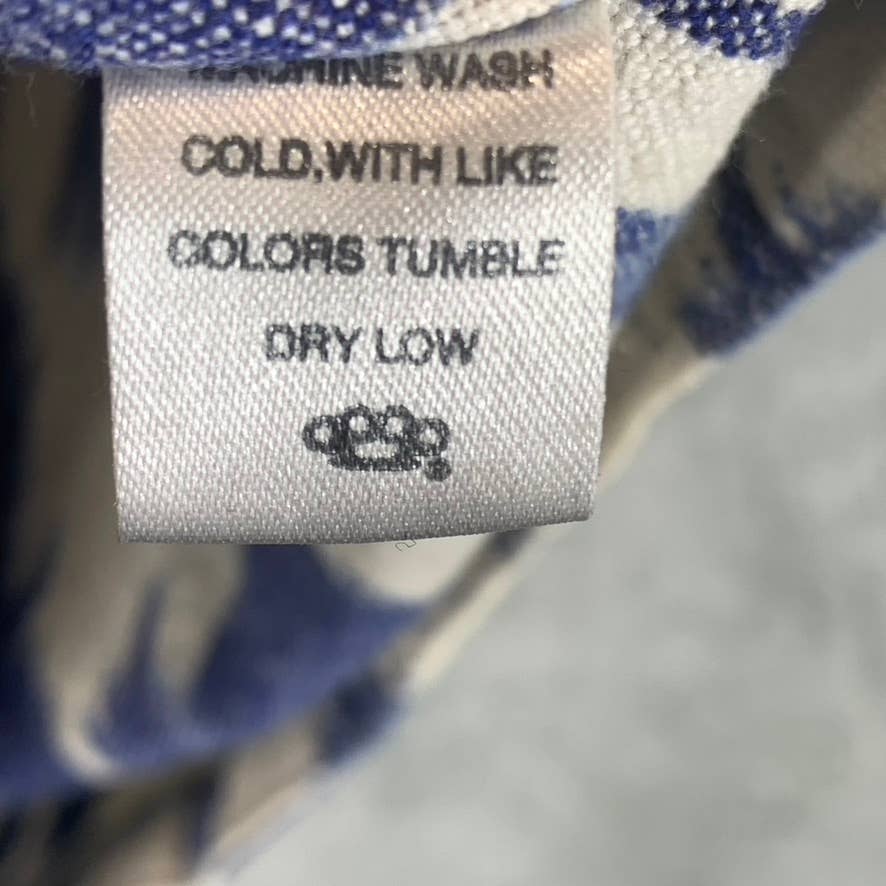 MACHINE WASH
COLD,WITH LIKE
COLORS TUMBLE
DRY LOW